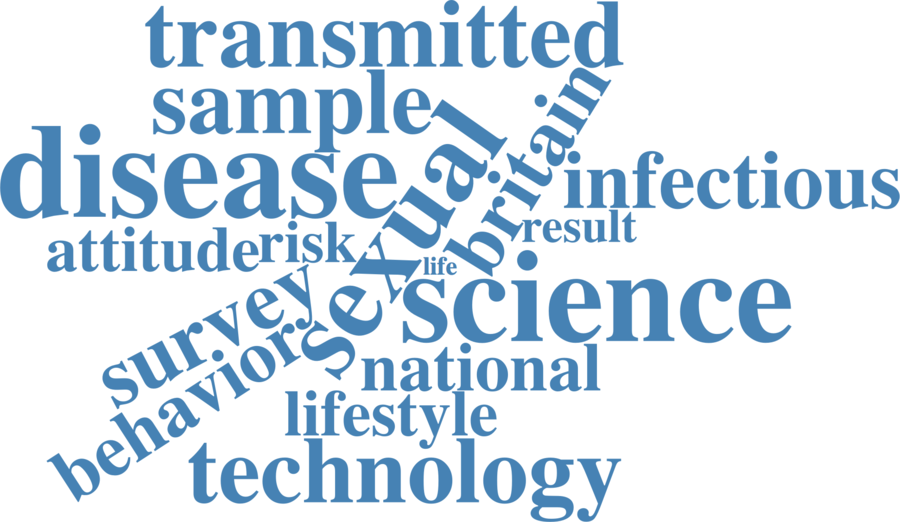 transmitted
sample
disease
sexual
britain
infectious
result
attitude
risk
life
science
survey
behavior
national
lifestyle
technology